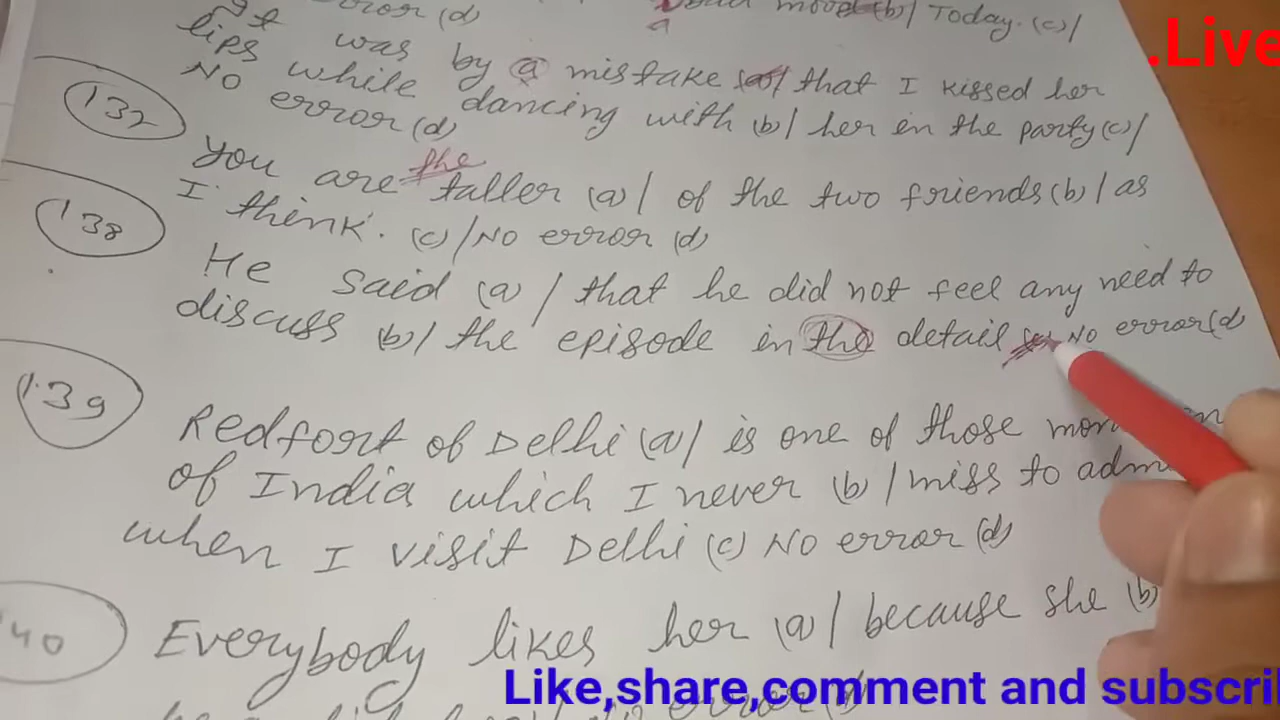 error (d) move (b)/ Today. (c)/
a
.Live
It was by a mistake (a)/ that I kissed her
lips while dancing with (b)/ her in the party (c)/
No error (d)
137
the
You are taller (a)/ of the two friends (b)/ as
I think. (c)/ No error (d)
138
He said (a)/ that he did not feel any need to
discuss (b)/ the episode in the detail No error (d)
139
Redfort of Delhi (a)/ is one of those
of India which I never (b)/ miss to
when I visit Delhi (c) No error (d)
40
Everybody likes her (a)/ because she (b)
error (d)
Like,share,comment and subscri